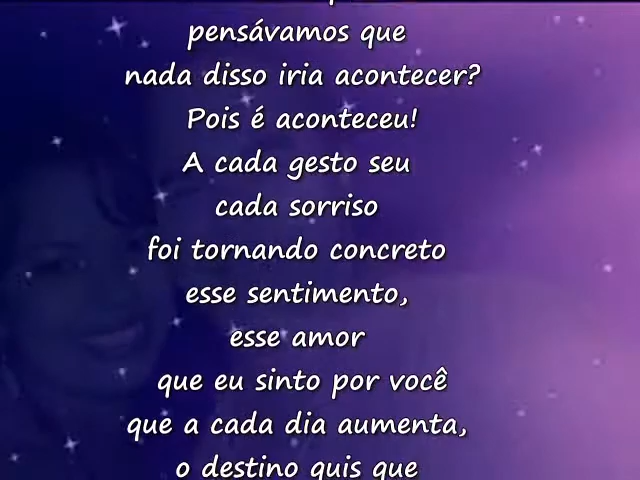 pensávamos que
nada disso iria acontecer?
Pois é aconteceu!
A cada gesto seu
cada sorriso
foi tornando concreto
esse sentimento,
esse amor
que eu sinto por você
que a cada dia aumenta,
o destino quis que